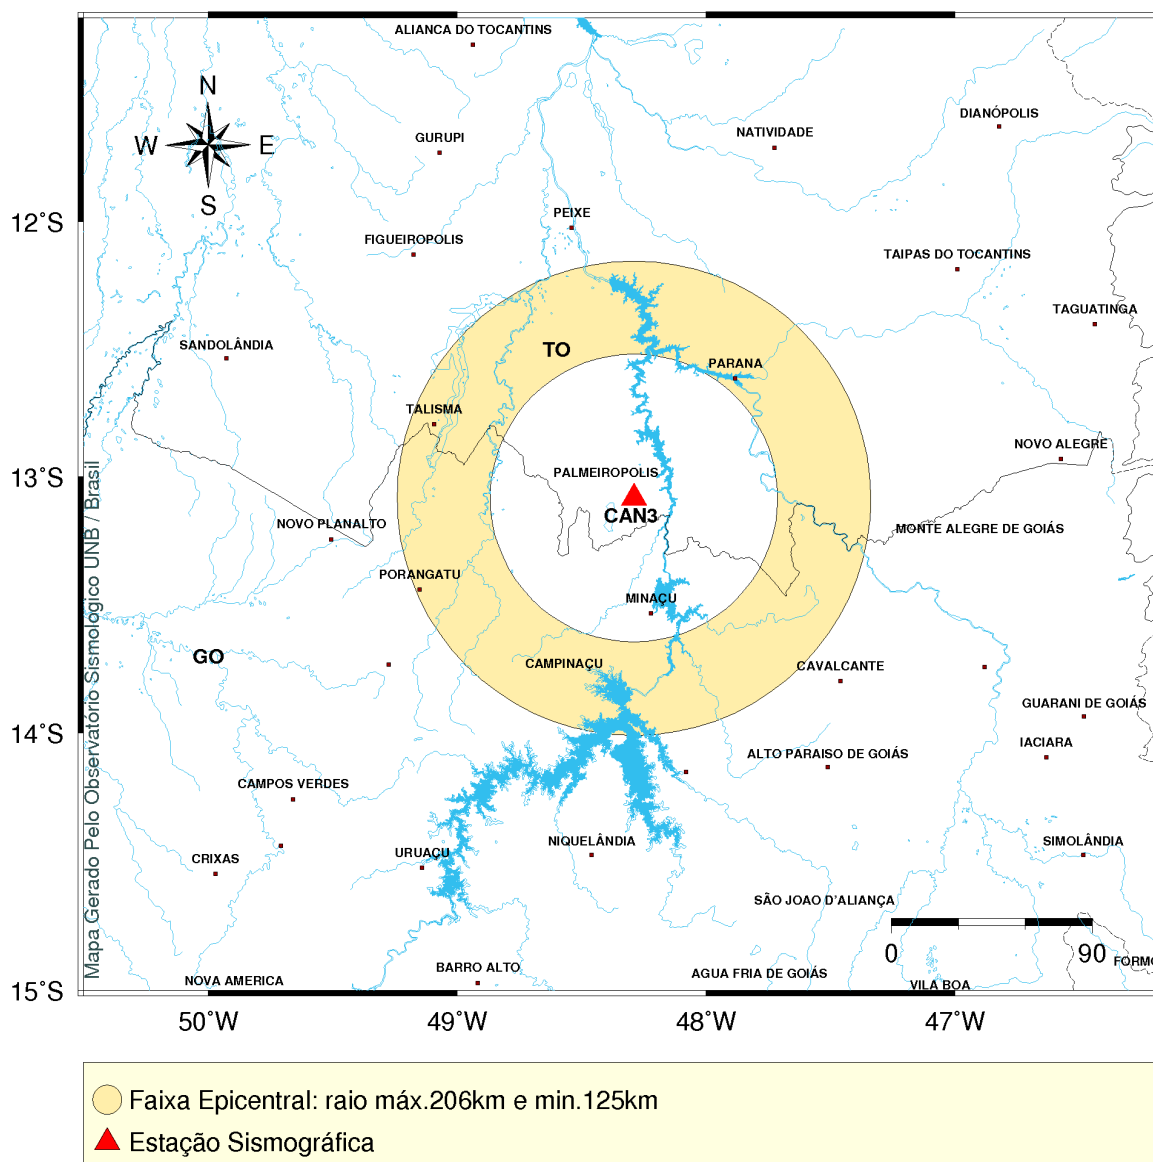 ALIANCA DO TOCANTINS
N
DIANÓPOLIS
GURUPI
NATIVIDADE
W
E
S
PEIXE
12°S
FIGUEIROPOLIS
TAIPAS DO TOCANTINS
TAGUATINGA
SANDOLÂNDIA
TO
PARANA
TALISMA
NOVO ALEGRE
13°S
PALMEIROPOLIS
CAN3
NOVO PLANALTO
MONTE ALEGRE DE GOIÁS
PORANGATU
MINAÇU
GO
CAMPINAÇU
CAVALCANTE
GUARANI DE GOIÁS
14°S
IACIARA
ALTO PARAISO DE GOIÁS
CAMPOS VERDES
NIQUELÂNDIA
SIMOLÂNDIA
URUAÇU
CRIXAS
SÃO JOAO D'ALIANÇA
0
90
FORMO
BARRO ALTO
AGUA FRIA DE GOIÁS
NOVA AMERICA
VILA BOA
15°S
Mapa Gerado Pelo Observatório Sismologico UNB / Brasil
50°W
49°W
48°W
47°W
Faixa Epicentral: raio máx.206km e min.125km
Estação Sismográfica